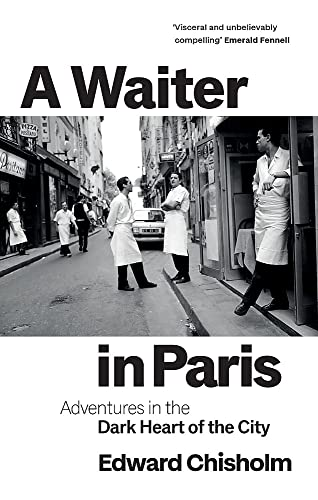 'Visceral and unbelievably
compelling' Emerald Fennell
A Waiter
PIZZA
in Paris
Adventures in the
Dark Heart of the City
Edward Chisholm